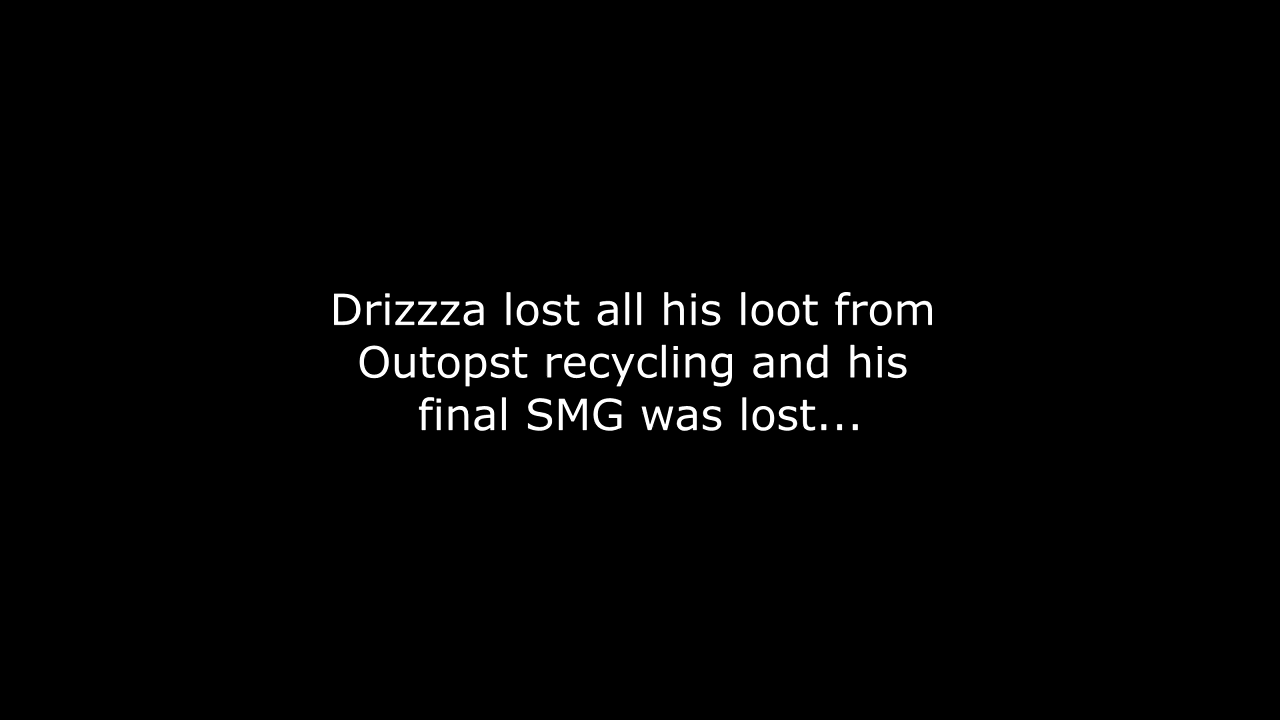 Drizzza lost all his loot from
Outopst recycling and his
final SMG was lost...